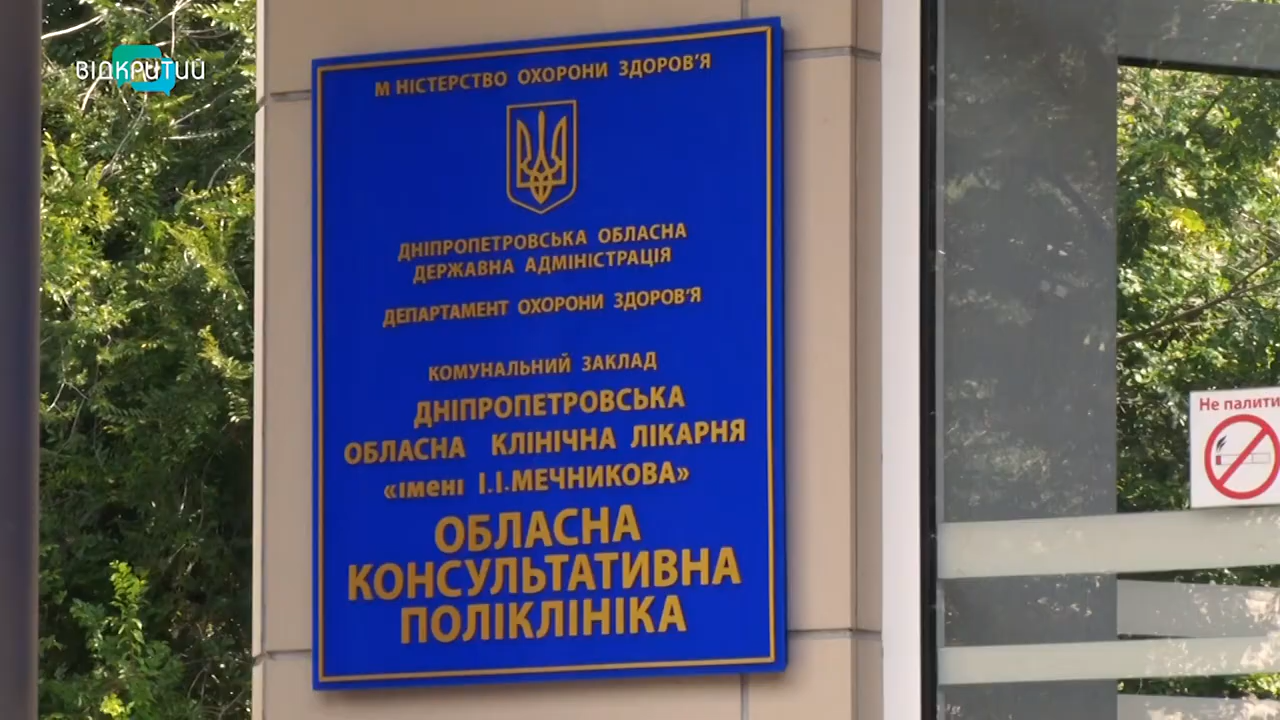 ВІДКРИТИЙ
М НІСТЕРСТВО ОХОРОНИ ЗДОРОВ'Я
ДНІПРОПЕТРОВСЬКА ОБЛАСНА
ДЕРЖАВНА АДМІНІСТРАЦІЯ
ДЕПАРТАМЕНТ ОХОРОНИ ЗДОРОВ'Я
КОМУНАЛЬНИЙ ЗАКЛАД
ДНІПРОПЕТРОВСЬКА
ОБЛАСНА КЛІНІЧНА ЛІКАРНЯ
«імені І.І.МЕЧНИКОВА»
ОБЛАСНА
КОНСУЛЬТАТИВНА
ПОЛІКЛІНІКА
Не палити